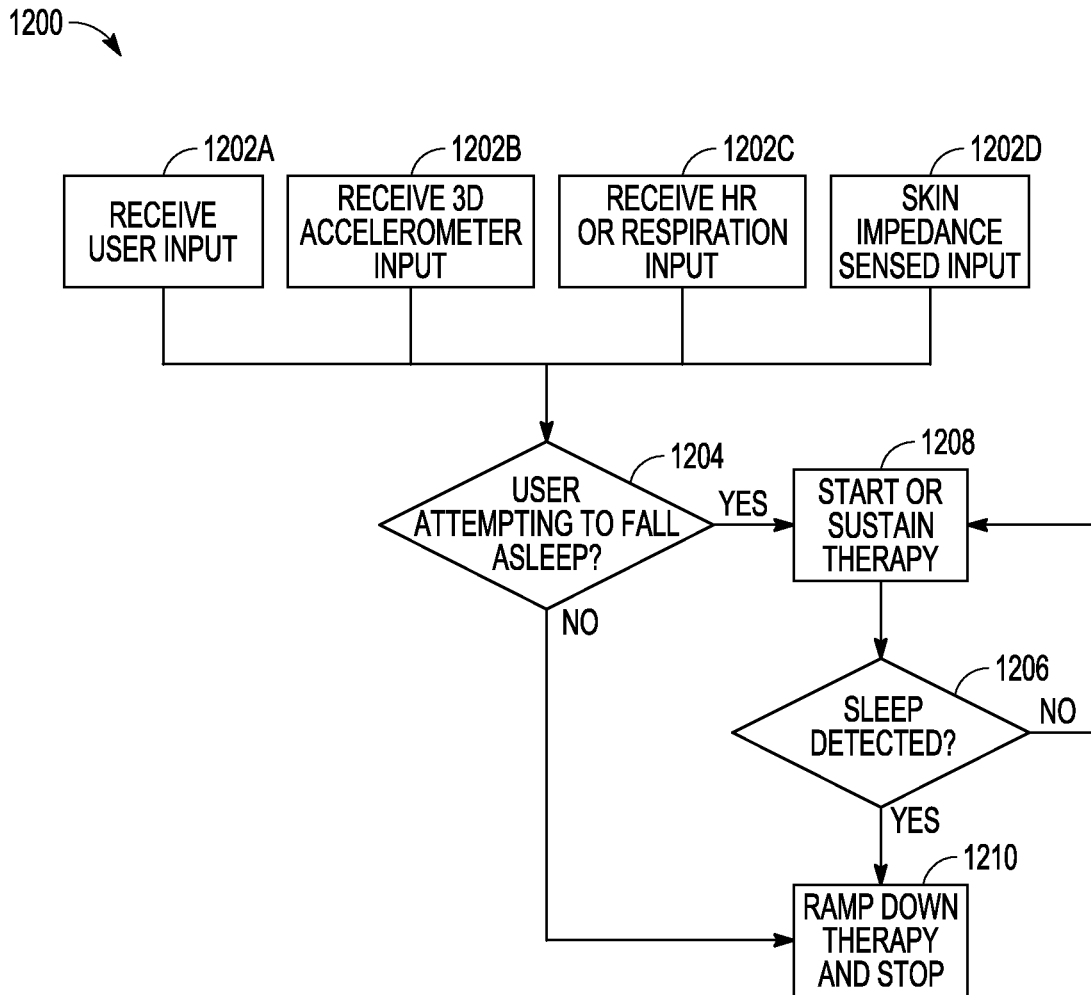 1200
1202A
1202B
1202C
1202D
RECEIVE
USER INPUT
RECEIVE 3D
ACCELEROMETER
INPUT
RECEIVE HR
OR RESPIRATION
INPUT
SKIN
IMPEDANCE
SENSED INPUT
1204
USER
ATTEMPTING TO FALL
ASLEEP?
YES
NO
1208
START OR
SUSTAIN
THERAPY
1206
SLEEP
DETECTED?
NO
YES
1210
RAMP DOWN
THERAPY
AND STOP